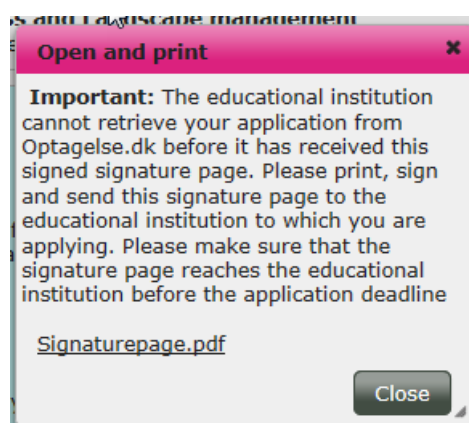 s and Landscape management
Open and print
Important: The educational institution
cannot retrieve your application from
Optagelse.dk before it has received this
signed signature page. Please print, sign
and send this signature page to the
educational institution to which you are
applying. Please make sure that the
signature page reaches the educational
institution before the application deadline
Signaturepage.pdf
Close